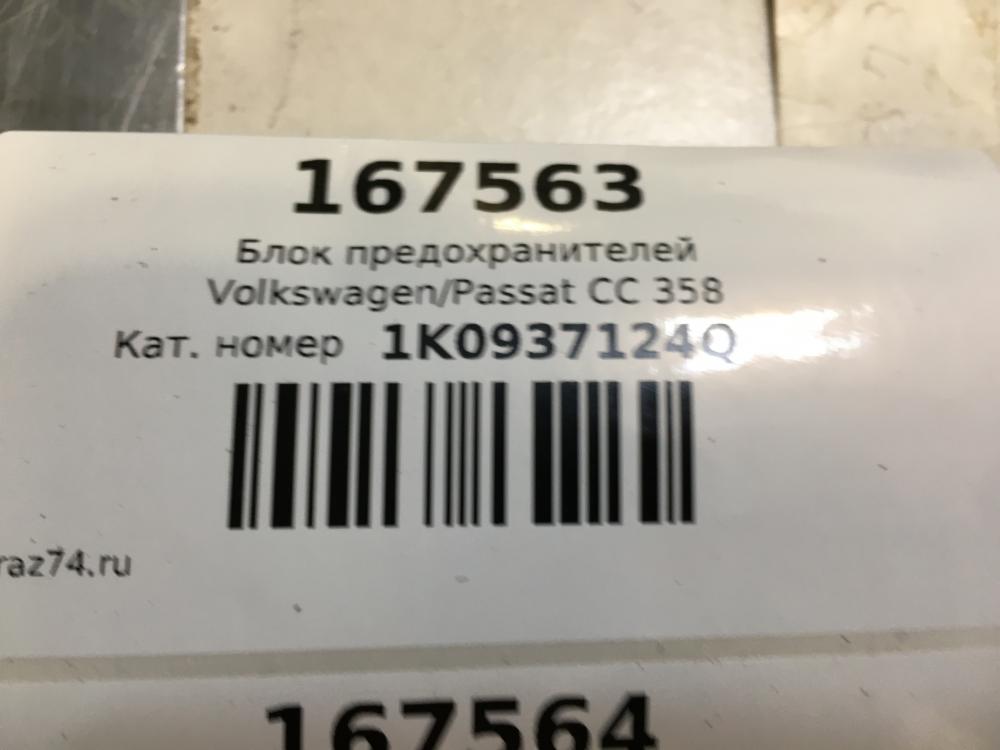 167563
Блок предохранителей
Volkswagen/Passat CC 358
Кат. номер 1K0937124Q
raz74.ru
167564